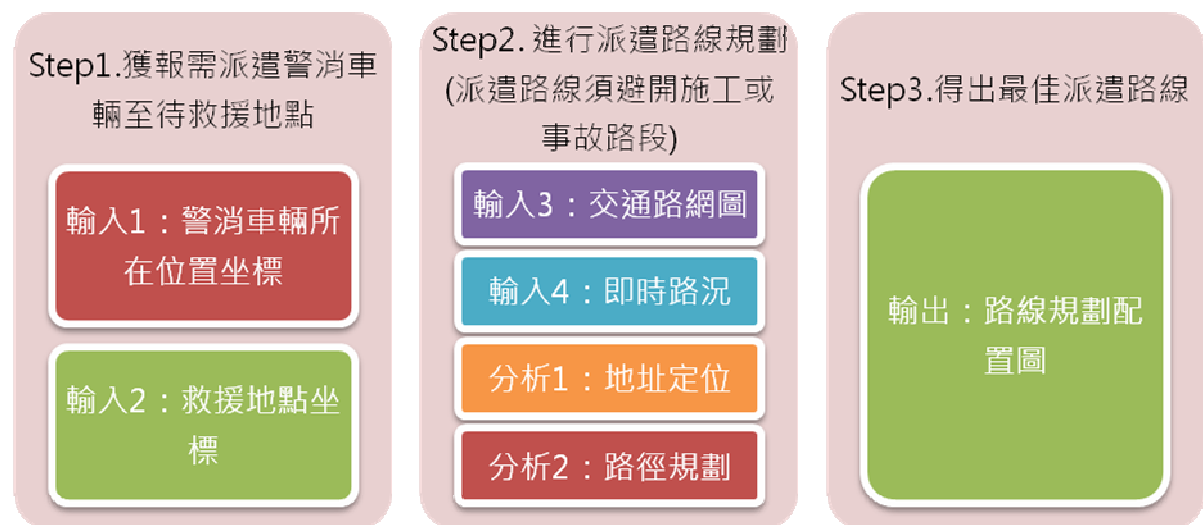 Step1.獲報需派遣警消車
輛至待救援地點
輸入1：警消車輛所
在位置坐標
輸入2：救援地點坐
標
Step2. 進行派遣路線規劃
(派遣路線須避開施工或
事故路段)
輸入3：交通路網圖
輸入4：即時路況
分析1：地址定位
分析2：路徑規劃
Step3.得出最佳派遣路線
輸出：路線規劃配
置圖